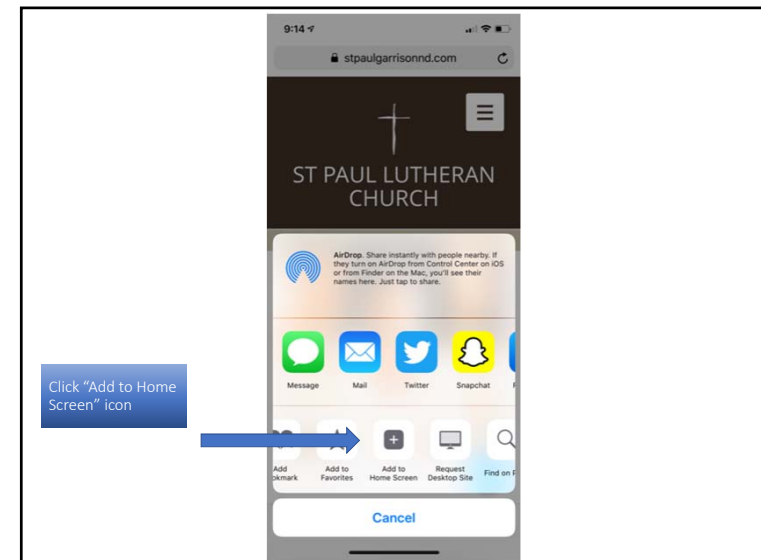 9:14
stpaulgarrisonnd.com
ST PAUL LUTHERAN
CHURCH
AirDrop. Share instantly with people nearby. If
they turn on AirDrop from Control Center on iOS
or from Finder on the Mac, you'll see their
names here. Just tap to share.
Message Mail Twitter Snapchat F
Click “Add to Home
Screen” icon
Add
okmark
Add to
Favorites
Add to
Home Screen
Request
Desktop Site
Find on P
Cancel